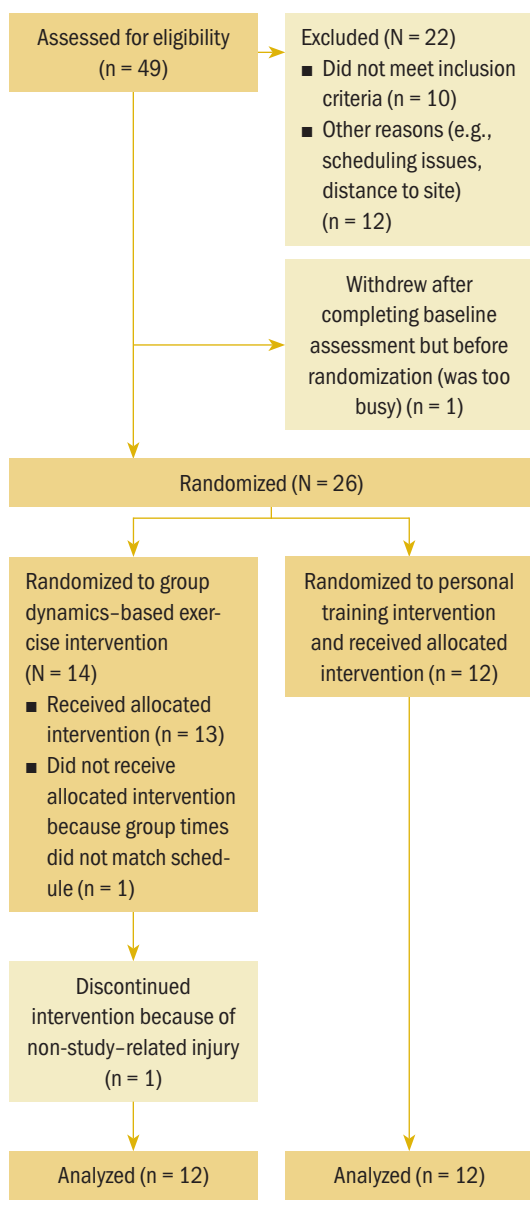 Assessed for eligibility
(n = 49)
Excluded (N = 22)
■ Did not meet inclusion
criteria (n = 10)
■ Other reasons (e.g.,
scheduling issues,
distance to site)
(n = 12)
Withdrew after
completing baseline
assessment but before
randomization (was too
busy) (n = 1)
Randomized (N = 26)
Randomized to group
dynamics–based exer-
cise intervention
(N = 14)
■ Received allocated
intervention (n = 13)
■ Did not receive
allocated intervention
because group times
did not match sched-
ule (n = 1)
Randomized to personal
training intervention
and received allocated
intervention (n = 12)
Discontinued
intervention because of
non-study–related injury
(n = 1)
Analyzed (n = 12)
Analyzed (n = 12)